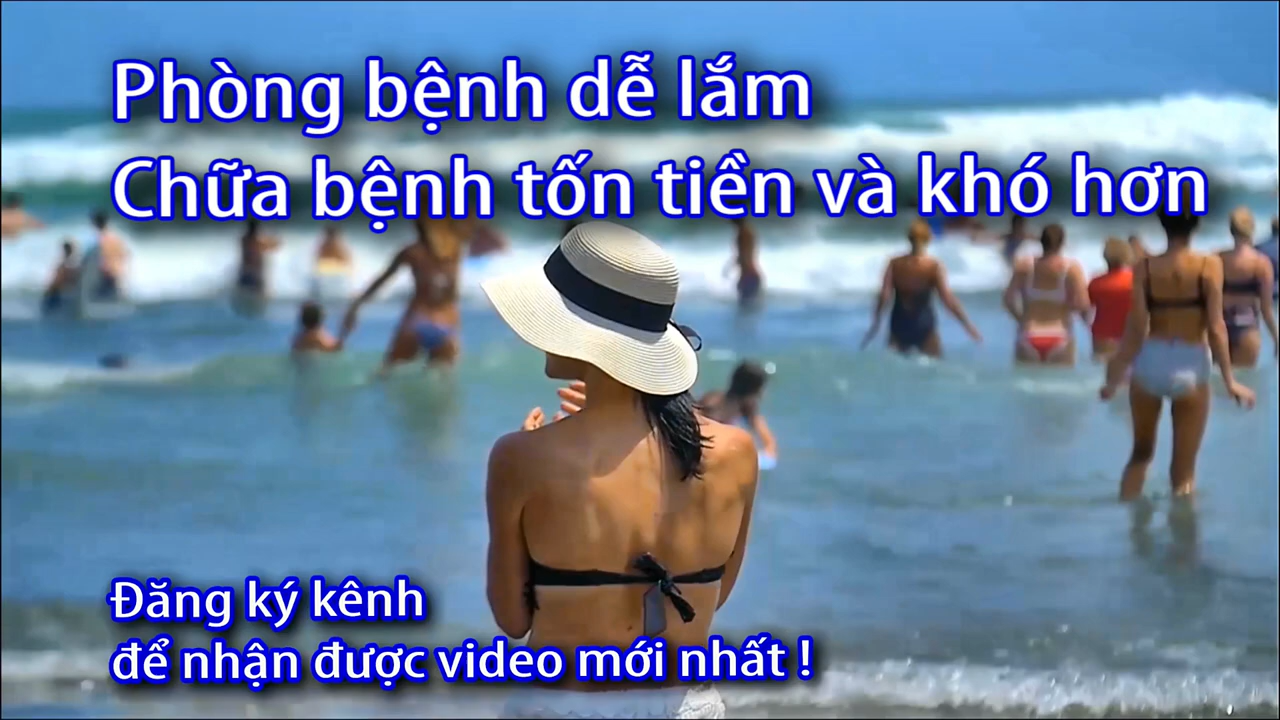 Phòng bệnh dễ lắm
Chữa bệnh tốn tiền và khó hơn
Đăng ký kênh
để nhận được video mới nhất !